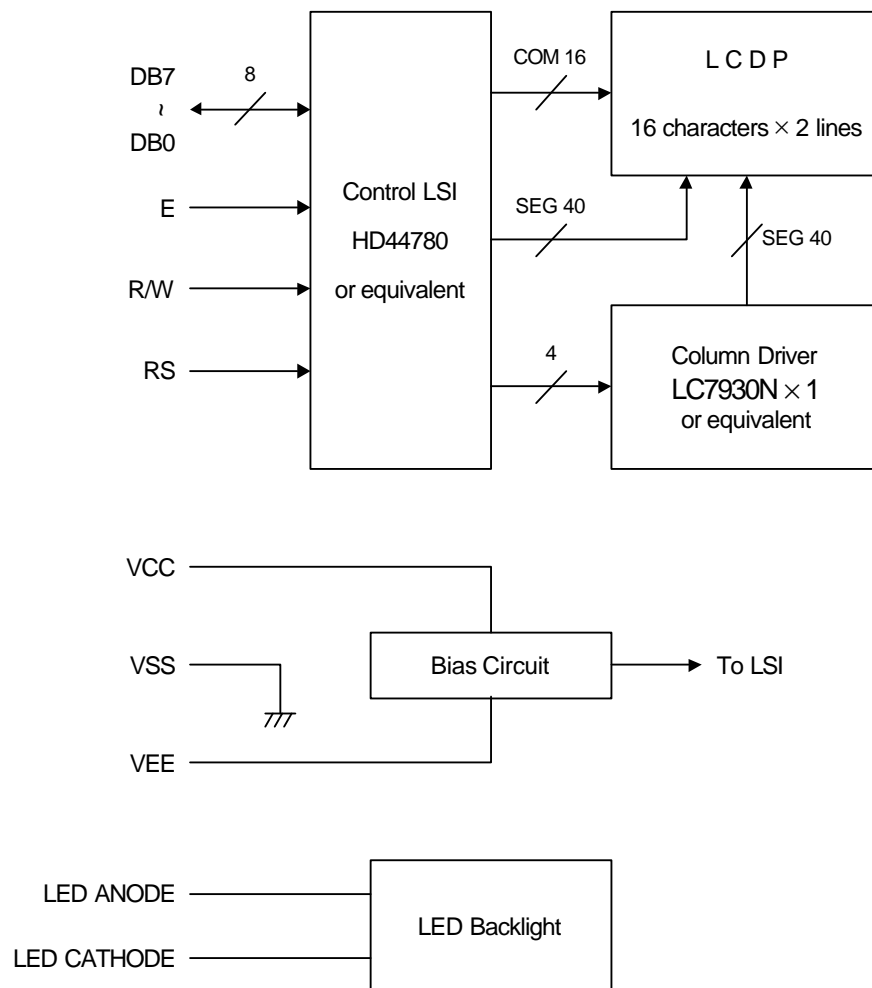 DB7
~
DB0
8
E
R/W
RS
Control LSI
HD44780
or equivalent
COM 16
SEG 40
4
L C D P
16 characters × 2 lines
SEG 40
Column Driver
LC7930N × 1
or equivalent
VCC
VSS
VEE
Bias Circuit
To LSI
LED ANODE
LED CATHODE
LED Backlight